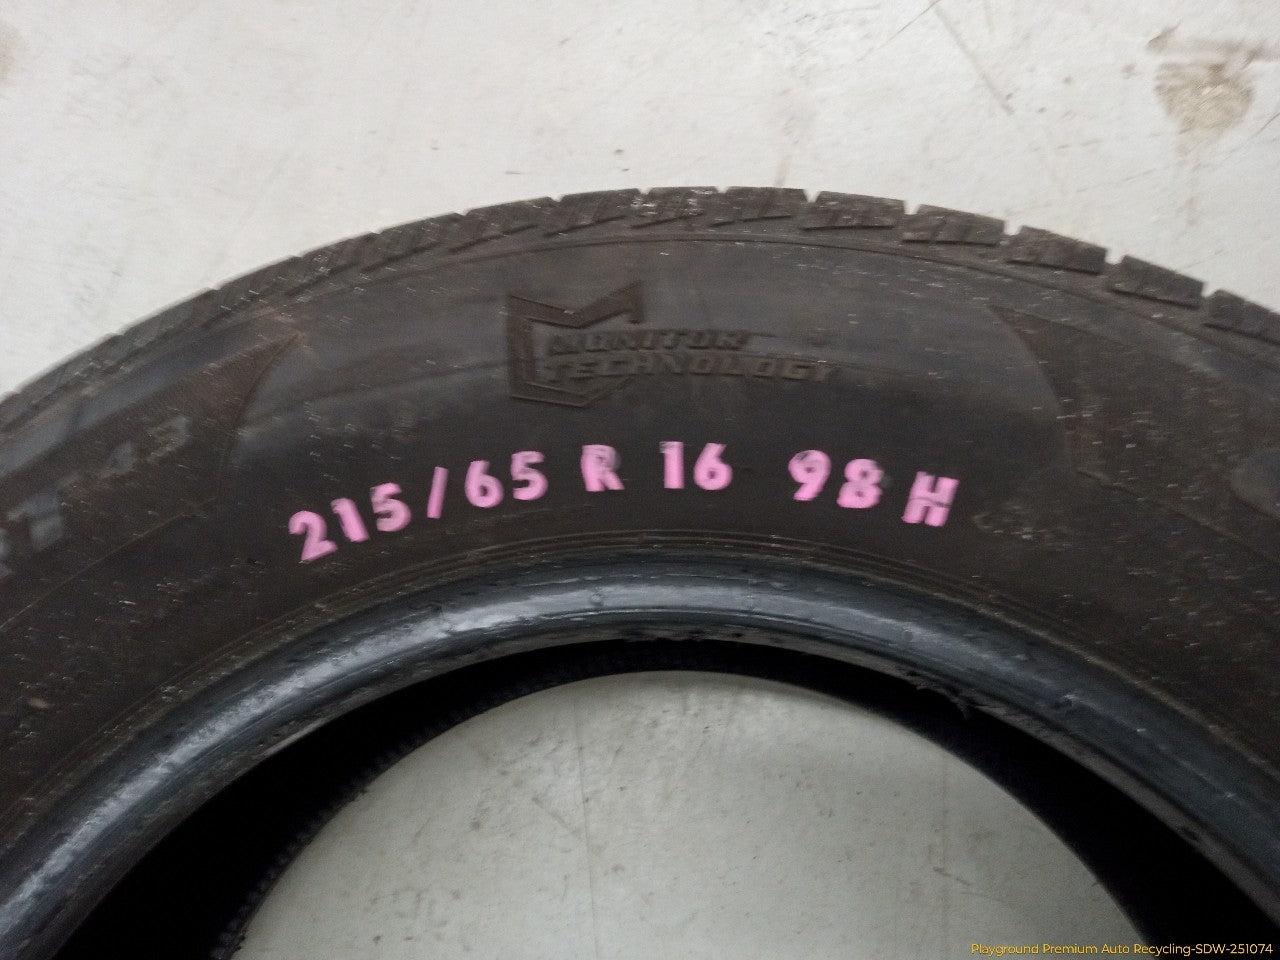 MONITOR
TECHNOLOGY
215/65 R 16 98 H
Playground Premium Auto Recycling-SDW-251074